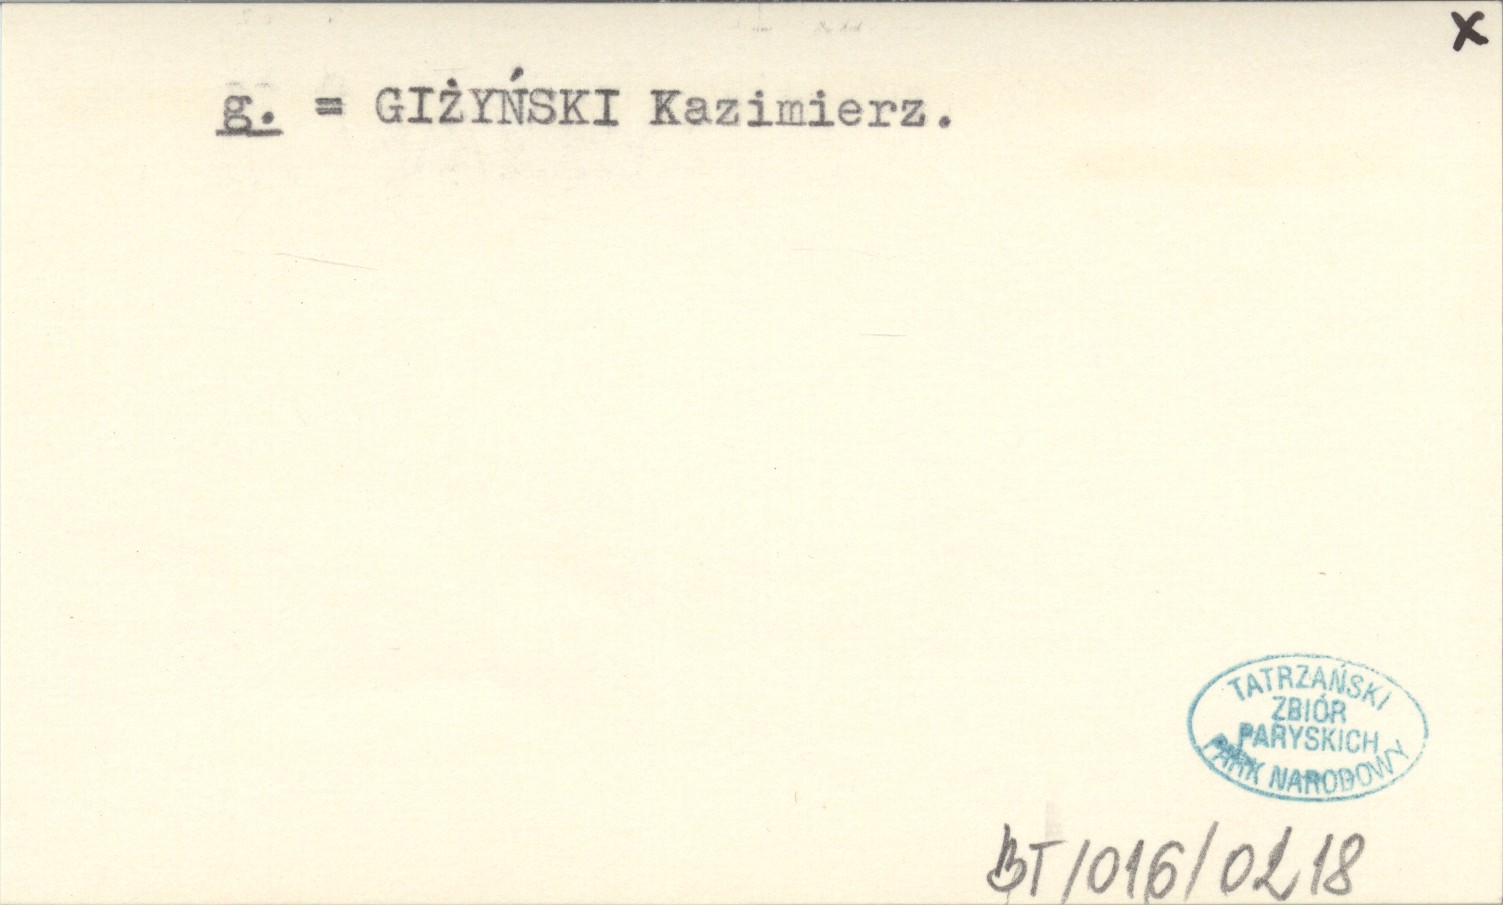 x
g. = GIŻYŃSKI Kazimierz.
TATRZAŃSKI
ZBIÓR
PARYSKICH
PARK NARODOWY
BT/016/0218